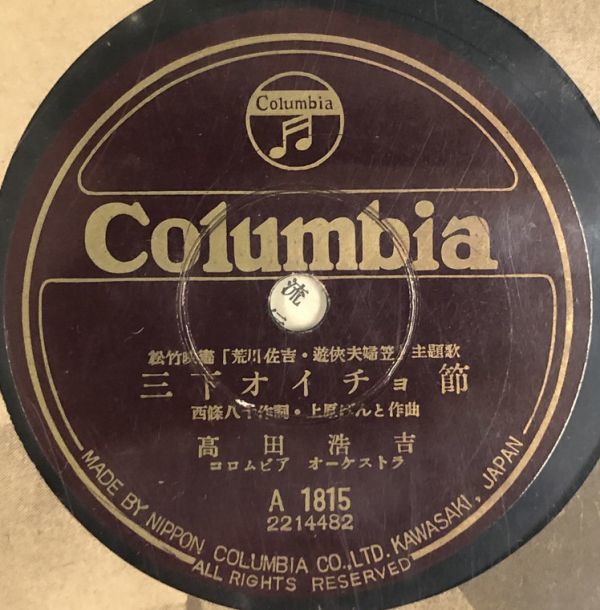 Columbia
Columbia
流
松竹映畫「荒川佐吉・遊俠夫婦笠」主題歌
三下オイチョ節
西條八十作詞・上原げんと作曲
高田浩吉
コロムビア オーケストラ
A 1815
2214482
MADE BY NIPPON COLUMBIA CO., LTD. KAWASAKI, JAPAN
ALL RIGHTS RESERVED